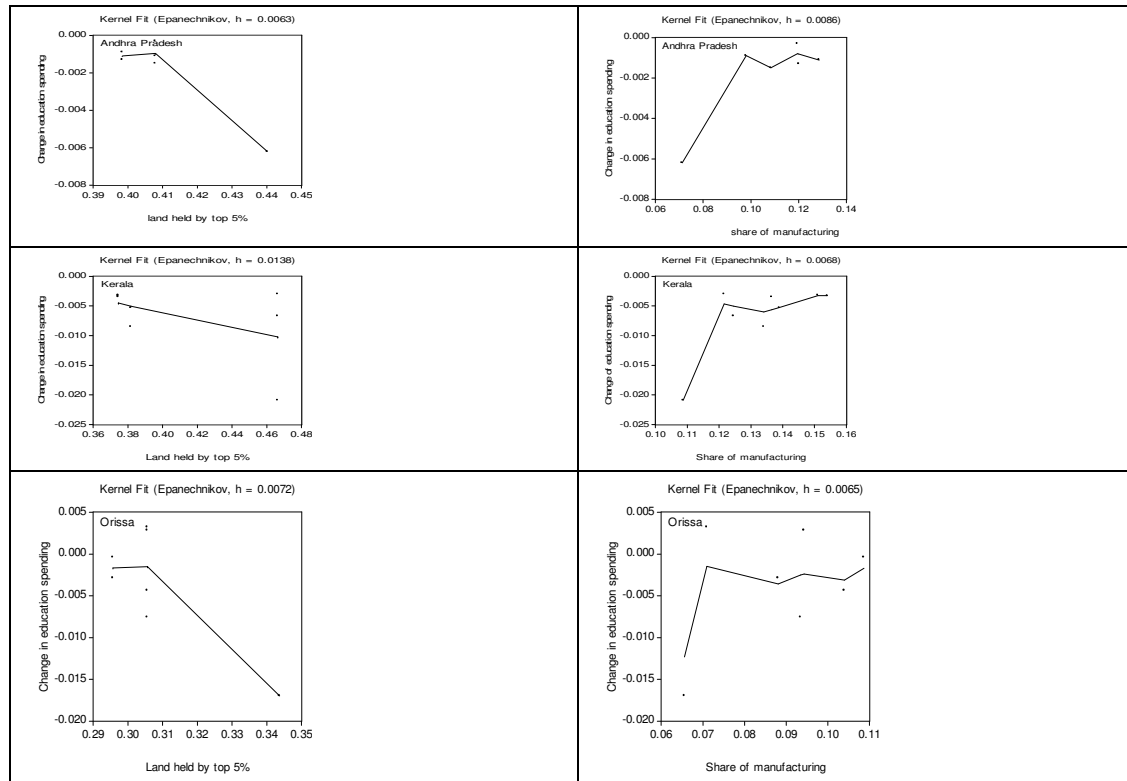 Kernel Fit (Epanechnikov, h = 0.0063)
Andhra Pradesh
Change in education spending
0.000
-0.002
-0.004
-0.006
-0.008
0.39 0.40 0.41 0.42 0.43 0.44 0.45
land held by top 5%
Kernel Fit (Epanechnikov, h = 0.0086)
Andhra Pradesh
Change in education spending
0.000
-0.002
-0.004
-0.006
-0.008
0.06 0.08 0.10 0.12 0.14
share of manufacturing
Kernel Fit (Epanechnikov, h = 0.0138)
Kerala
Change in education spending
0.000
-0.005
-0.010
-0.015
-0.020
-0.025
0.36 0.38 0.40 0.42 0.44 0.46 0.48
Land held by top 5%
Kernel Fit (Epanechnikov, h = 0.0068)
Kerala
Change of education spending
0.000
-0.005
-0.010
-0.015
-0.020
-0.025
0.10 0.11 0.12 0.13 0.14 0.15 0.16
Share of manufacturing
Kernel Fit (Epanechnikov, h = 0.0072)
Orissa
Change in education spending
0.005
0.000
-0.005
-0.010
-0.015
-0.020
0.29 0.30 0.31 0.32 0.33 0.34 0.35
Land held by top 5%
Kernel Fit (Epanechnikov, h = 0.0065)
Orissa
Change in education spending
0.005
0.000
-0.005
-0.010
-0.015
-0.020
0.06 0.07 0.08 0.09 0.10 0.11
Share of manufacturing